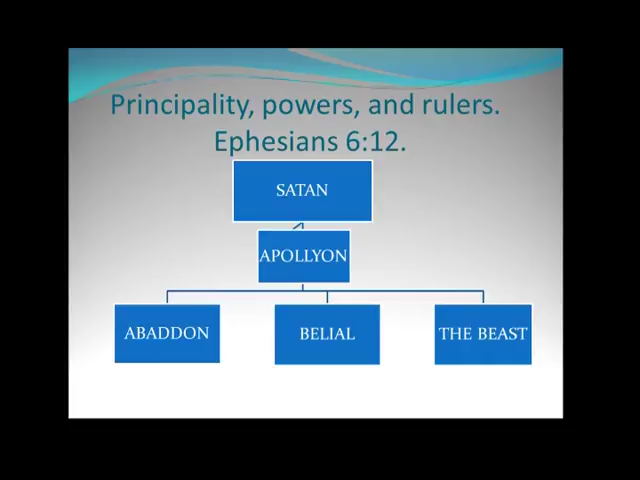 Principality, powers, and rulers.
Ephesians 6:12.
SATAN
APOLLYON
ABADDON
BELIAL
THE BEAST